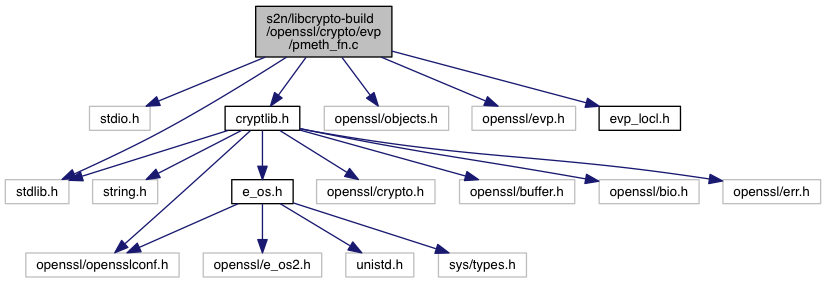 s2n/libcrypto-build
/openssl/crypto/evp
/pmeth_fn.c
stdio.h
cryptlib.h
openssl/objects.h
openssl/evp.h
evp_locl.h
stdlib.h
string.h
e_os.h
openssl/crypto.h
openssl/buffer.h
openssl/bio.h
openssl/err.h
openssl/opensslconf.h
openssl/e_os2.h
unistd.h
sys/types.h